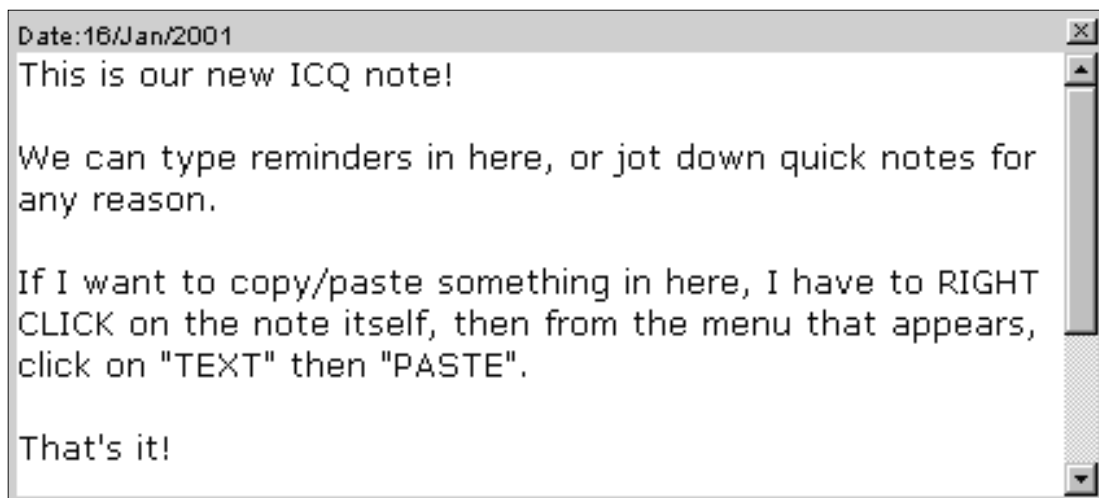 Date:16/Jan/2001
This is our new ICQ note!
We can type reminders in here, or jot down quick notes for
any reason.
If I want to copy/paste something in here, I have to RIGHT
CLICK on the note itself, then from the menu that appears,
click on "TEXT" then "PASTE".
That's it!